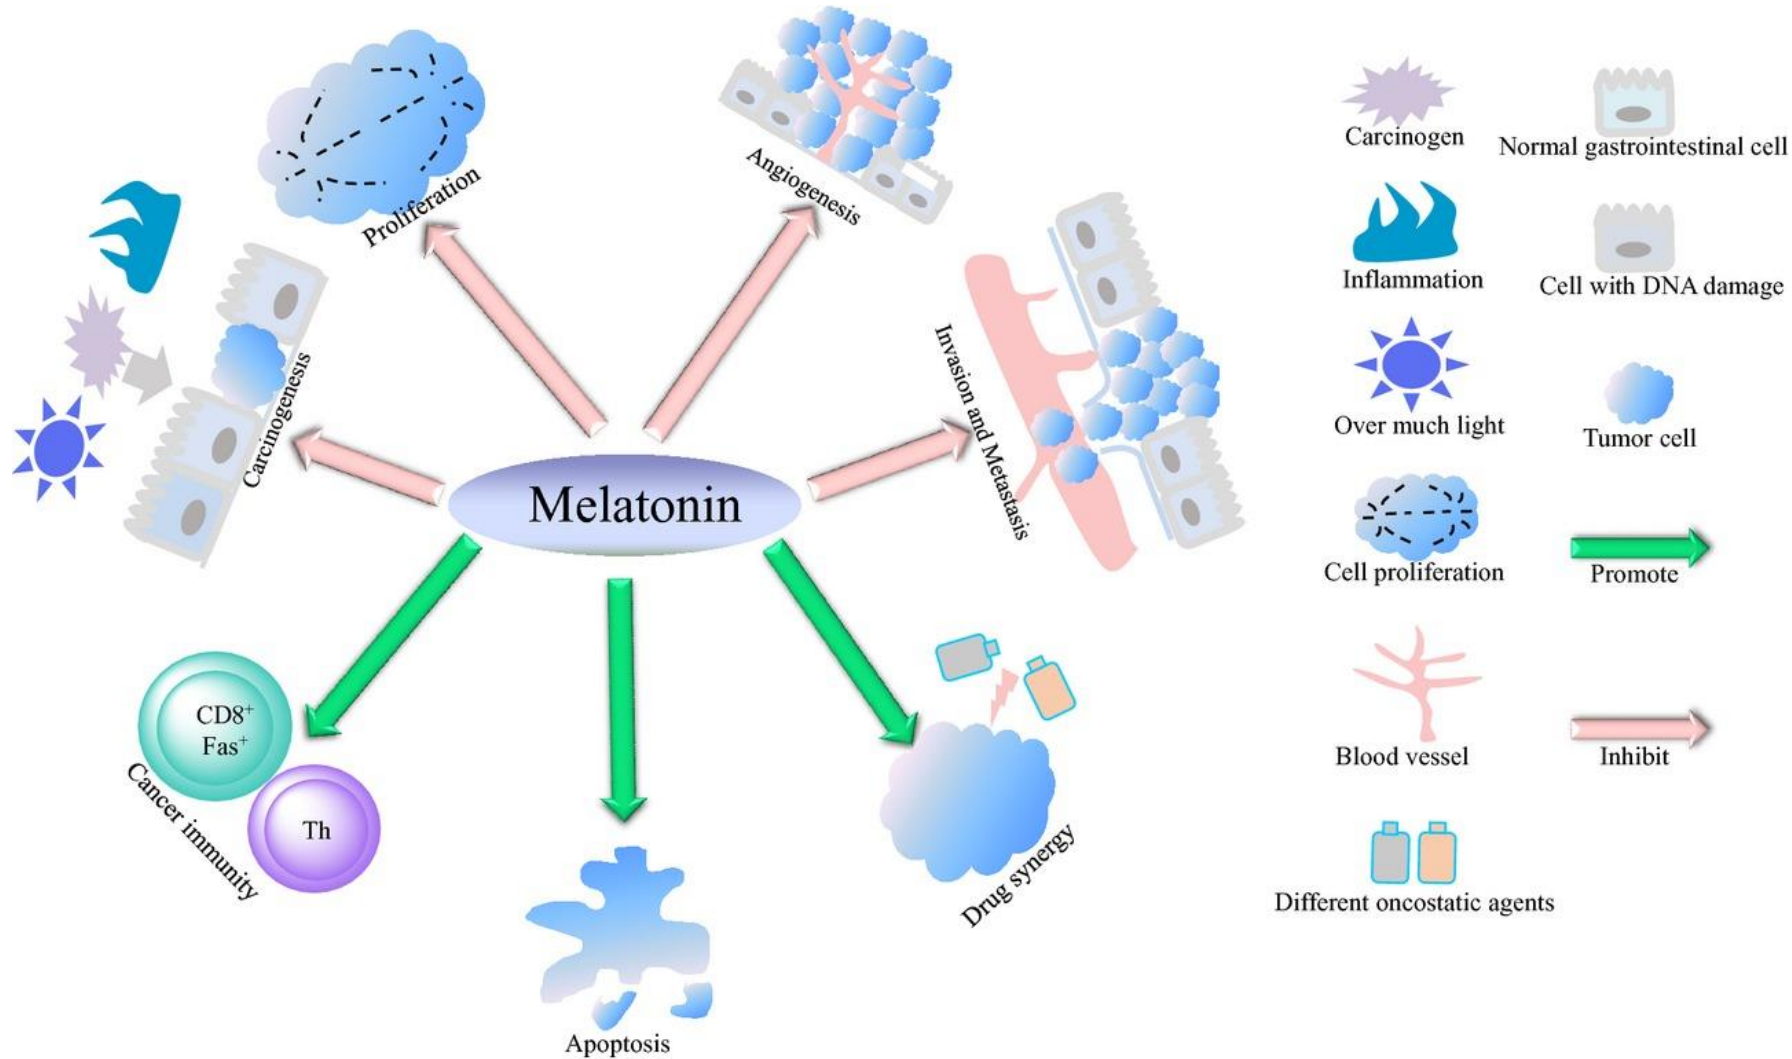 Proliferation
Angiogenesis
Carcinogenesis
Invasion and Metastasis
Melatonin
CD8⁺
Fas⁺
Th
Cancer immunity
Apoptosis
Drug synergy
Carcinogen
Normal gastrointestinal cell
Inflammation
Cell with DNA damage
Over much light
Tumor cell
Cell proliferation
Promote
Blood vessel
Inhibit
Different oncostatic agents